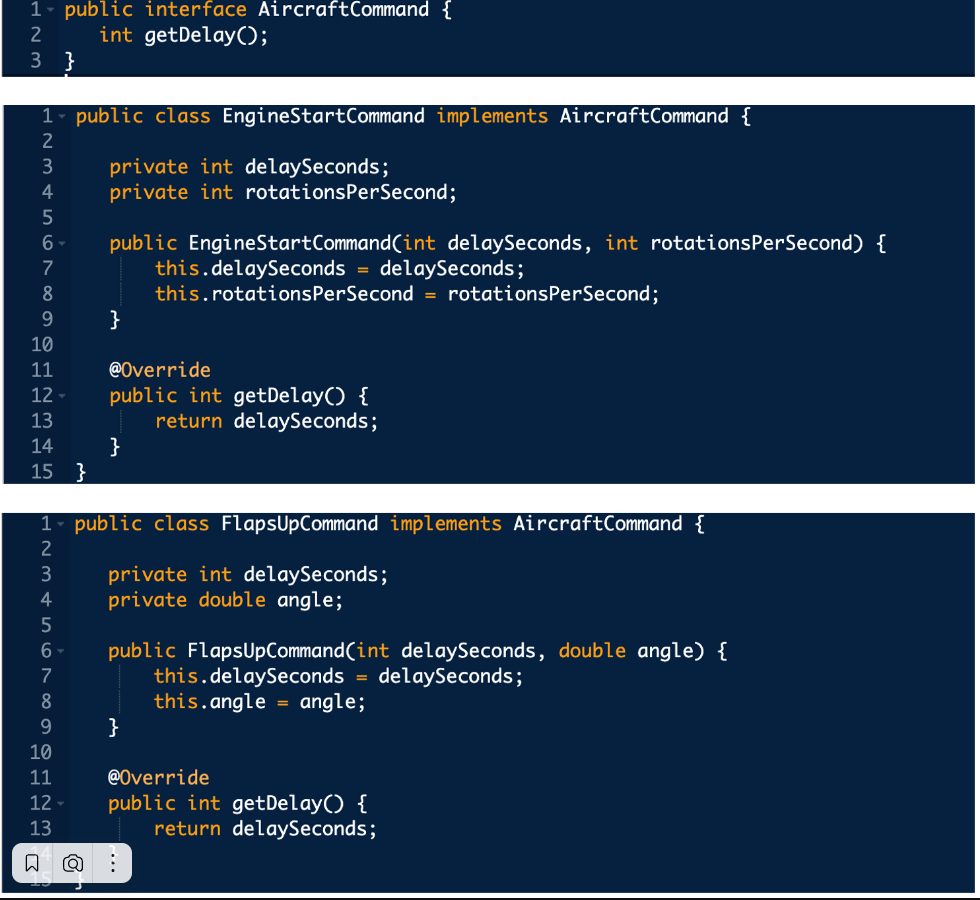 1 public interface AircraftCommand {
2 int getDelay();
3 }
1 public class EngineStartCommand implements AircraftCommand {
2
3 private int delaySeconds;
4 private int rotationsPerSecond;
5
6 public EngineStartCommand(int delaySeconds, int rotationsPerSecond) {
7 this.delaySeconds = delaySeconds;
8 this.rotationsPerSecond = rotationsPerSecond;
9 }
10
11 @Override
12 public int getDelay() {
13 return delaySeconds;
14 }
15 }
1 public class FlapsUpCommand implements AircraftCommand {
2
3 private int delaySeconds;
4 private double angle;
5
6 public FlapsUpCommand(int delaySeconds, double angle) {
7 this.delaySeconds = delaySeconds;
8 this.angle = angle;
9 }
10
11 @Override
12 public int getDelay() {
13 return delaySeconds;
14 }
15 }